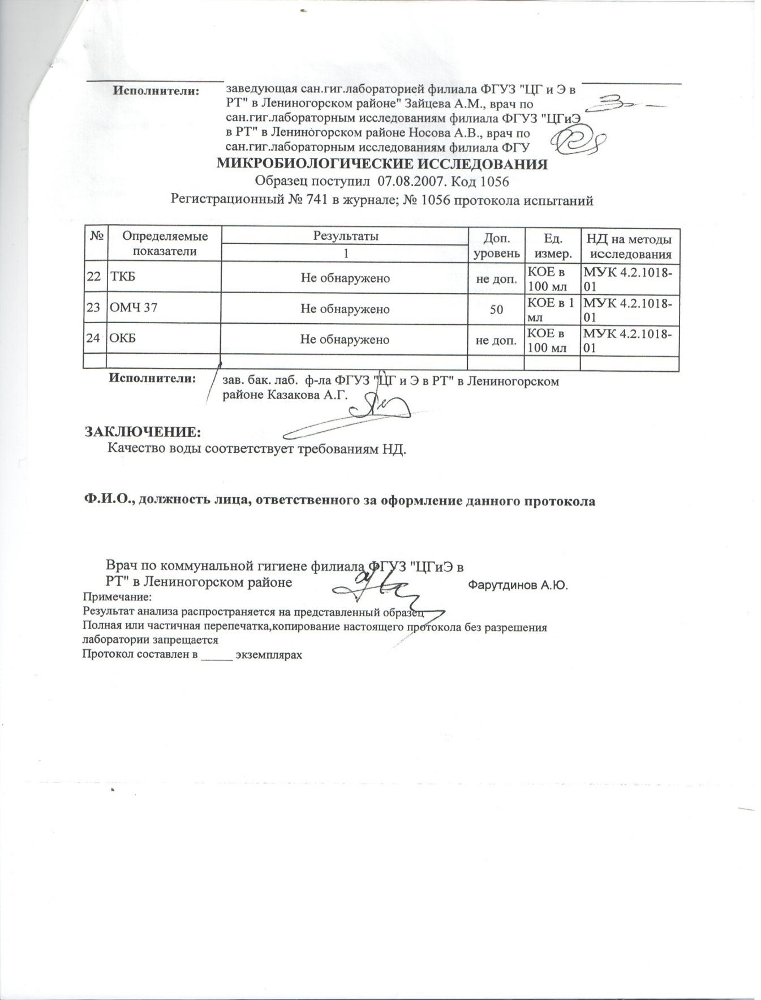 Исполнители:
заведующая сан.гиг.лабораторией филиала ФГУЗ "ЦГ и Э в
РТ" в Лениногорском районе" Зайцева А.М., врач по
сан.гиг.лабораторным исследованиям филиала ФГУЗ "ЦГиЭ
в РТ" в Лениногорском районе Носова А.В., врач по
сан.гиг.лабораторным исследованиям филиала ФГУ
МИКРОБИОЛОГИЧЕСКИЕ ИССЛЕДОВАНИЯ
Образец поступил 07.08.2007. Код 1056
Регистрационный № 741 в журнале; № 1056 протокола испытаний
№ Определяемые показатели Результаты Доп. уровень Ед. измер. НД на методы исследования
1
22 ТКБ Не обнаружено не доп. КОЕ в 100 мл МУК 4.2.1018-01
23 ОМЧ 37 Не обнаружено 50 КОЕ в 1 мл МУК 4.2.1018-01
24 ОКБ Не обнаружено не доп. КОЕ в 100 мл МУК 4.2.1018-01
Исполнители:
зав. бак. лаб. ф-ла ФГУЗ "ЦГ и Э в РТ" в Лениногорском
районе Казакова А.Г.
ЗАКЛЮЧЕНИЕ:
Качество воды соответствует требованиям НД.
Ф.И.О., должность лица, ответственного за оформление данного протокола
Врач по коммунальной гигиене филиала ФГУЗ "ЦГиЭ в
РТ" в Лениногорском районе
Фарутдинов А.Ю.
Примечание:
Результат анализа распространяется на представленный образец
Полная или частичная перепечатка,копирование настоящего протокола без разрешения
лаборатории запрещается
Протокол составлен в _____ экземплярах